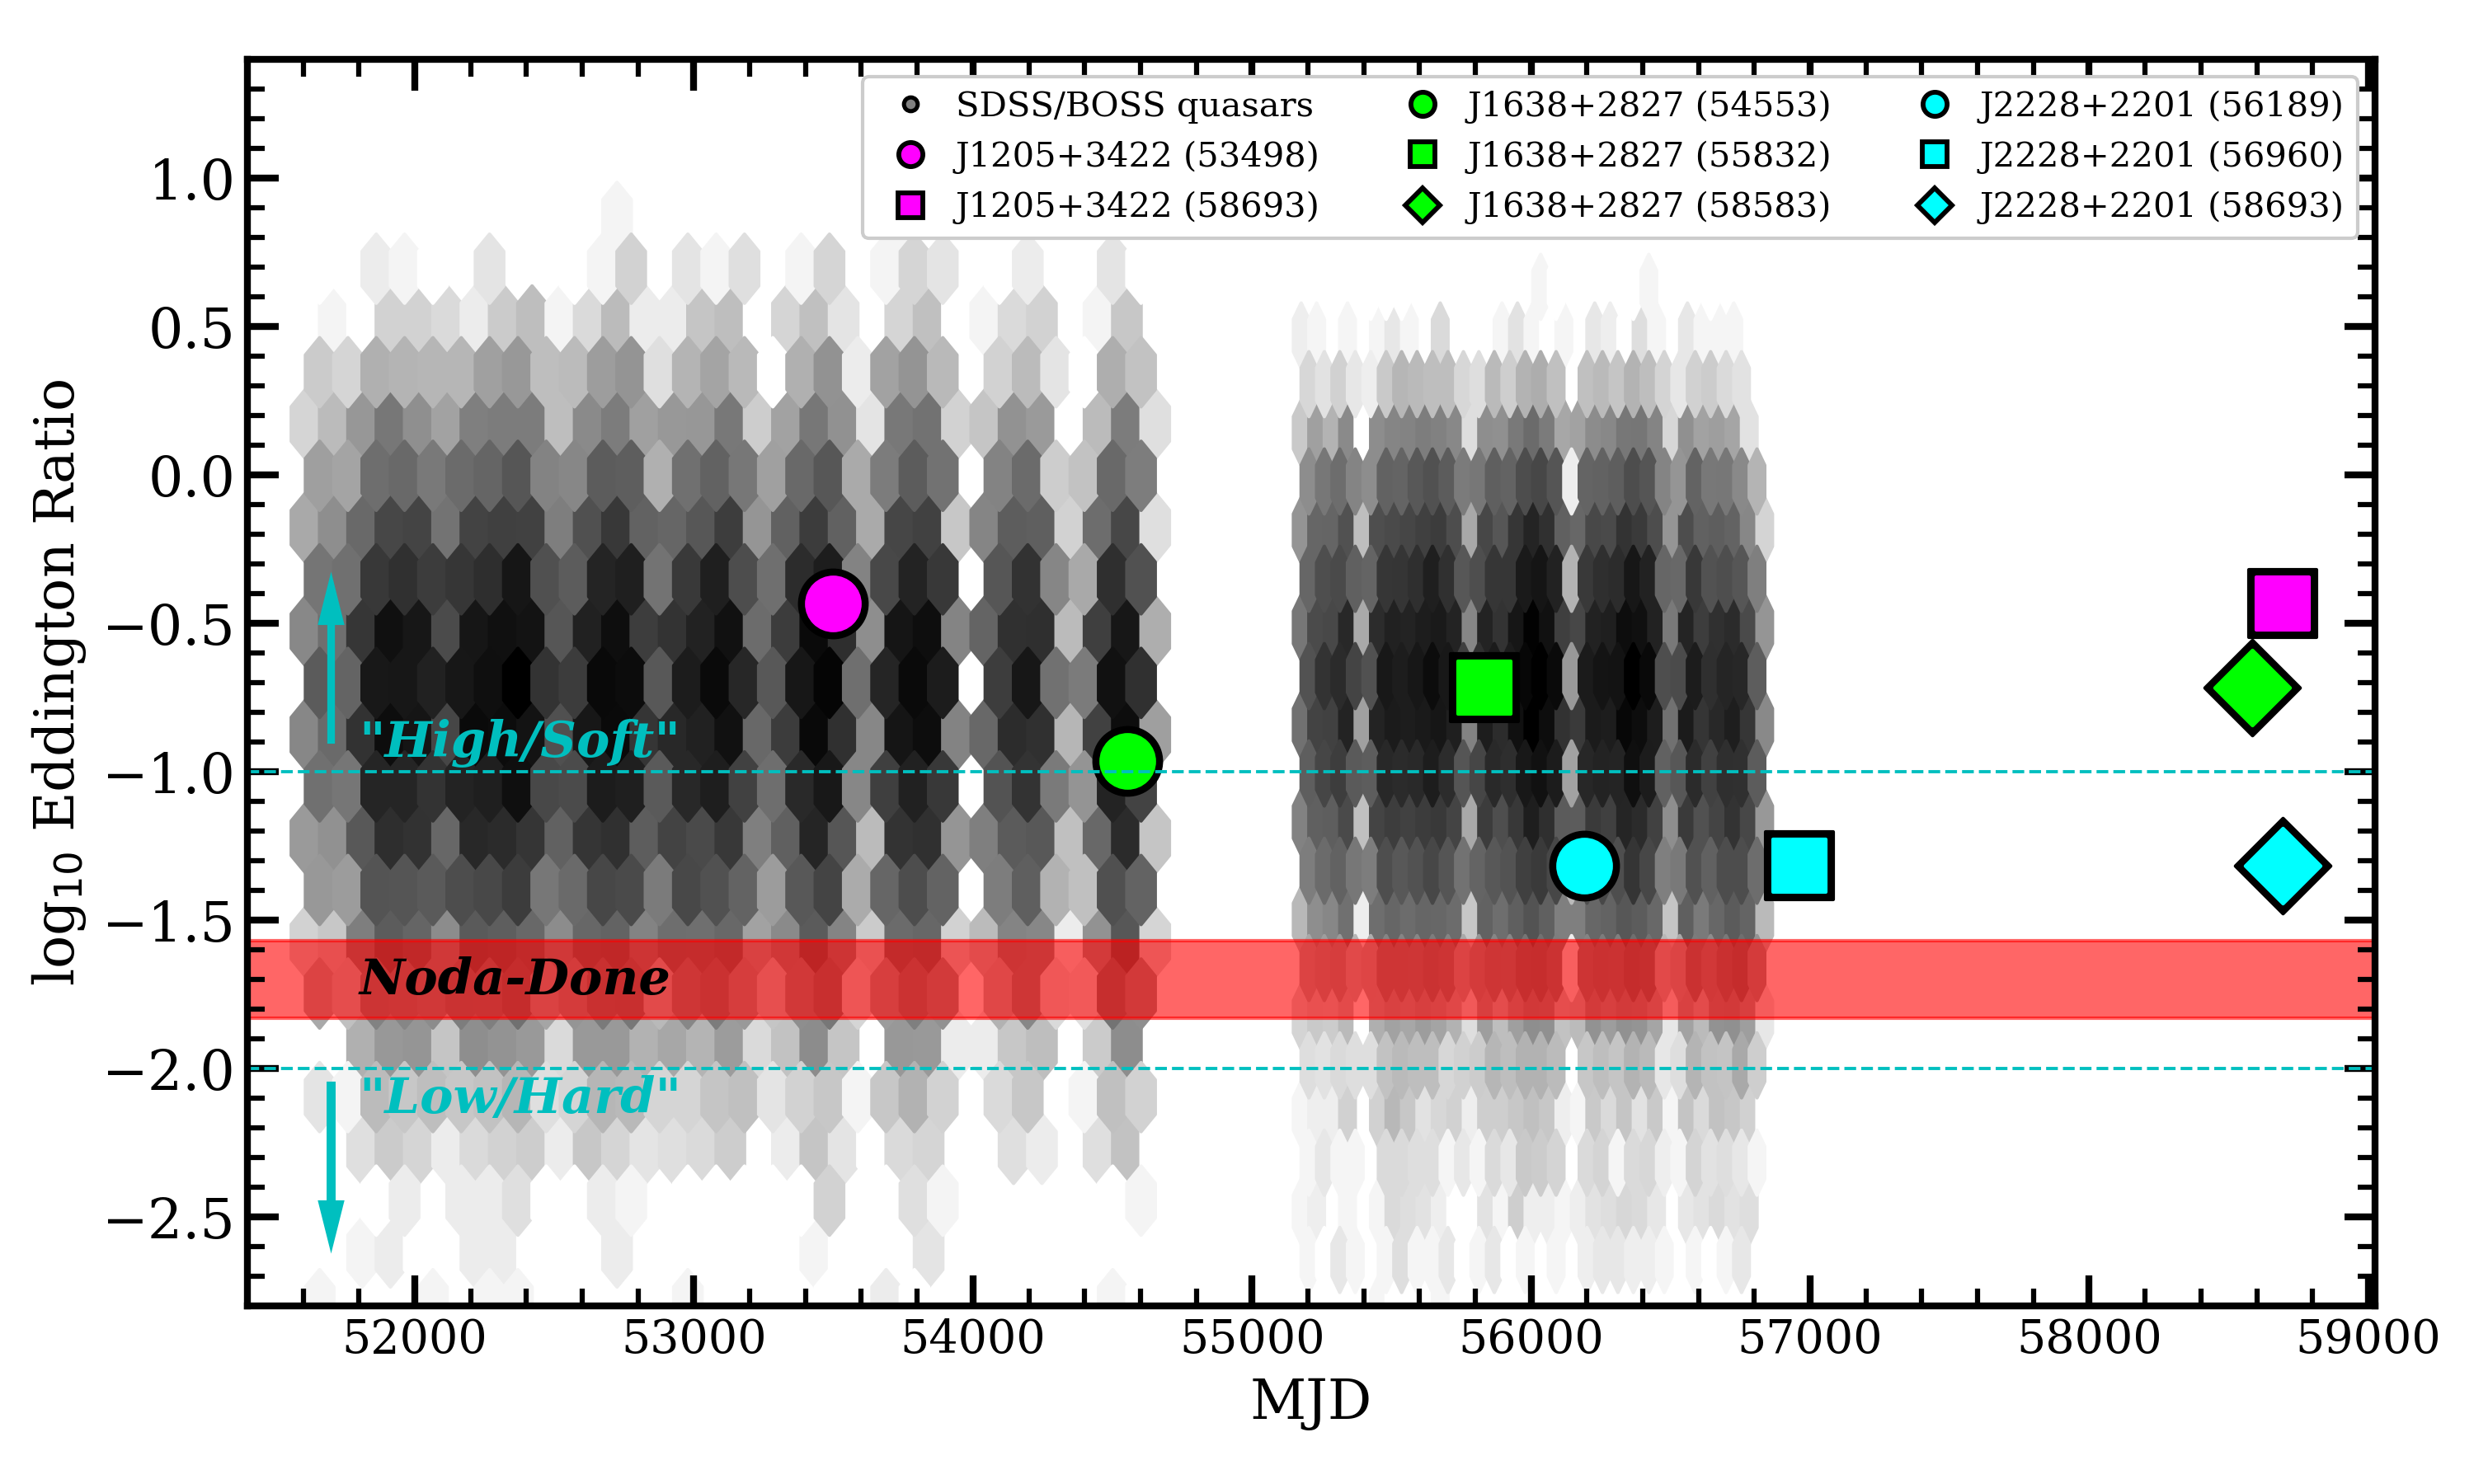 SDSS/BOSS quasars
J1205+3422 (53498)
J1205+3422 (58693)
J1638+2827 (54553)
J1638+2827 (55832)
J1638+2827 (58583)
J2228+2201 (56189)
J2228+2201 (56960)
J2228+2201 (58693)
log₁₀ Eddington Ratio
1.0
0.5
0.0
−0.5
−1.0
−1.5
−2.0
−2.5
"High/Soft"
Noda-Done
"Low/Hard"
52000
53000
54000
55000
56000
57000
58000
59000
MJD